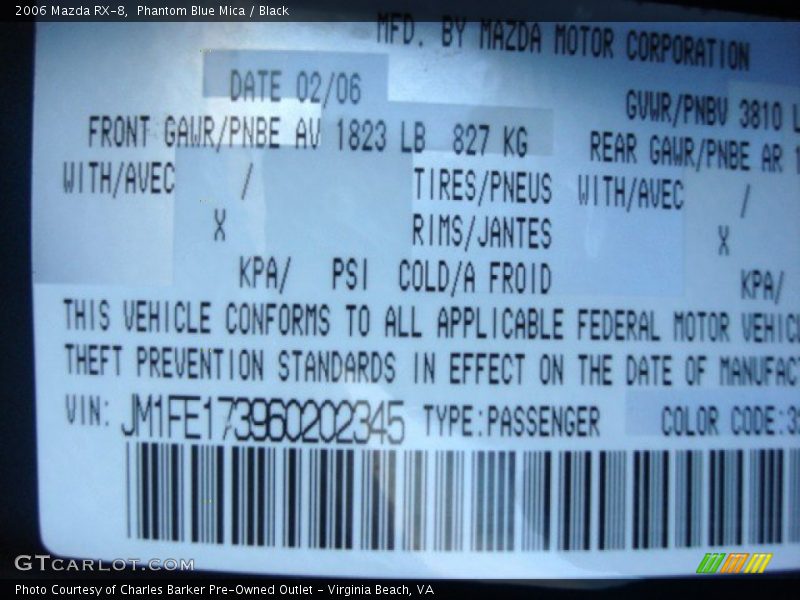 2006 Mazda RX-8, Phantom Blue Mica / Black
MFD. BY MAZDA MOTOR CORPORATION
DATE 02/06
GVWR/PNBV 3810 L
FRONT GAWR/PNBE AV 1823 LB 827 KG
REAR GAWR/PNBE AR 1
WITH/AVEC / TIRES/PNEUS WITH/AVEC /
X RIMS/JANTES X
KPA/ PSI COLD/A FROID KPA/
THIS VEHICLE CONFORMS TO ALL APPLICABLE FEDERAL MOTOR VEHICL
THEFT PREVENTION STANDARDS IN EFFECT ON THE DATE OF MANUFACT
VIN: JM1FE173960202345 TYPE:PASSENGER COLOR CODE:3
GTCARLOT.COM
Photo Courtesy of Charles Barker Pre-Owned Outlet - Virginia Beach, VA